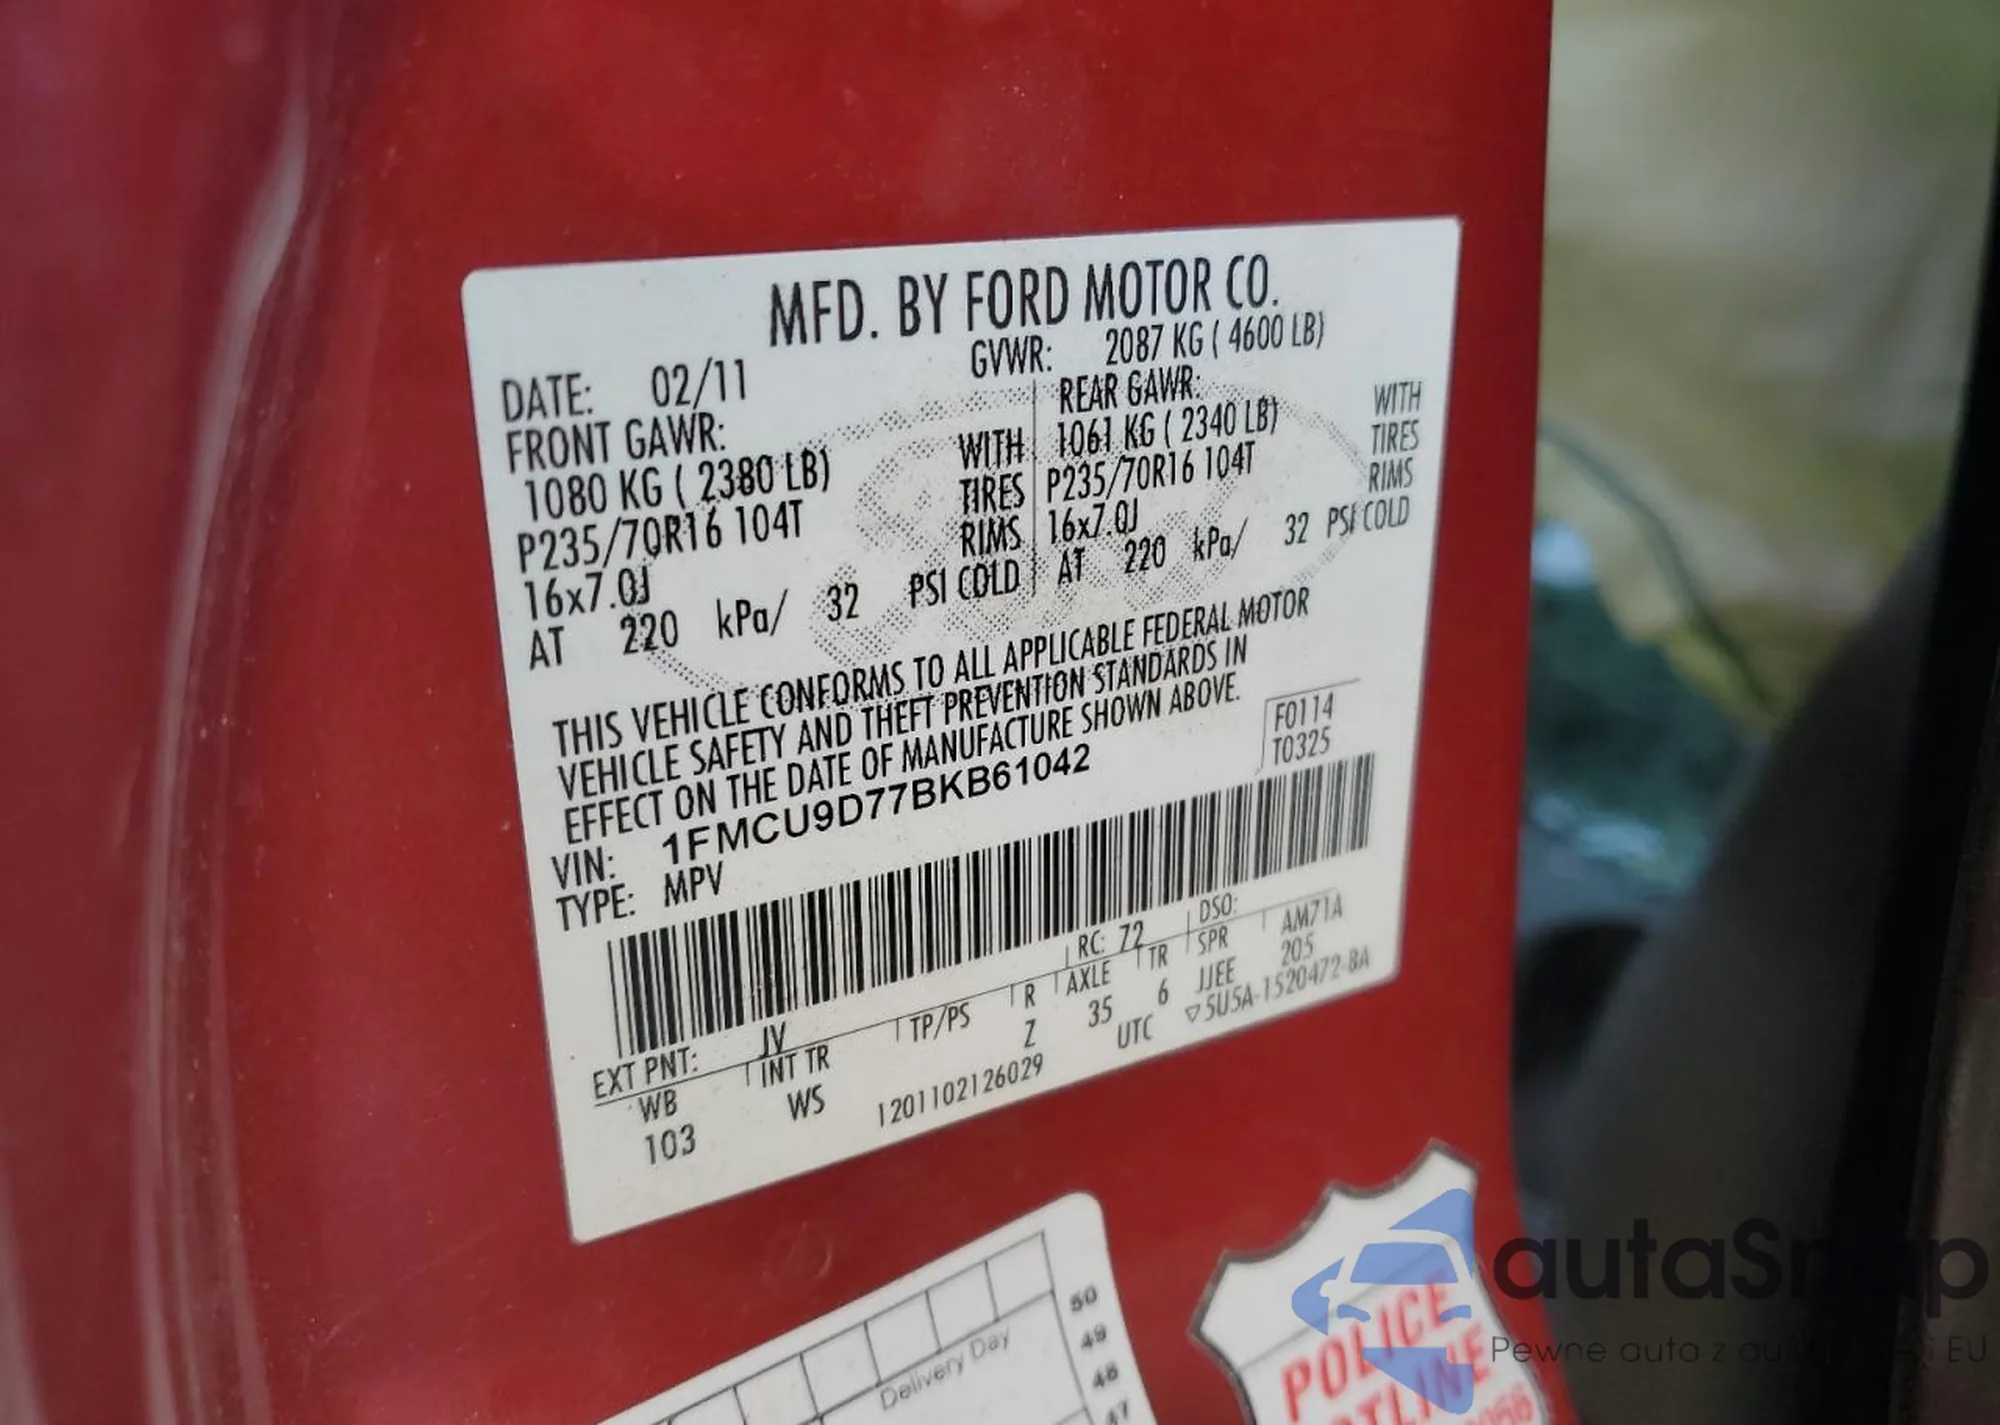 MFD. BY FORD MOTOR CO.
DATE: 02/11 GVWR: 2087 KG ( 4600 LB)
FRONT GAWR: REAR GAWR:
1080 KG ( 2380 LB) WITH 1061 KG ( 2340 LB) WITH
P235/70R16 104T TIRES P235/70R16 104T TIRES
16x7.0J RIMS 16x7.0J RIMS
AT 220 kPa/ 32 PSI COLD AT 220 kPa/ 32 PSI COLD
THIS VEHICLE CONFORMS TO ALL APPLICABLE FEDERAL MOTOR
VEHICLE SAFETY AND THEFT PREVENTION STANDARDS IN
EFFECT ON THE DATE OF MANUFACTURE SHOWN ABOVE.
F0114
T0325
VIN: 1FMCU9D77BKB61042
TYPE: MPV
EXT PNT: JV RC: 72 DSO: AM71A
WB INT TR TP/PS R AXLE TR SPR 205
103 WS Z 35 6 JJEE
1201102126029 UTC ▽5U5A-1520472-BA
Delivery Day
50
49
48
47
POLICE
autaSnap
Pewne auta z EU